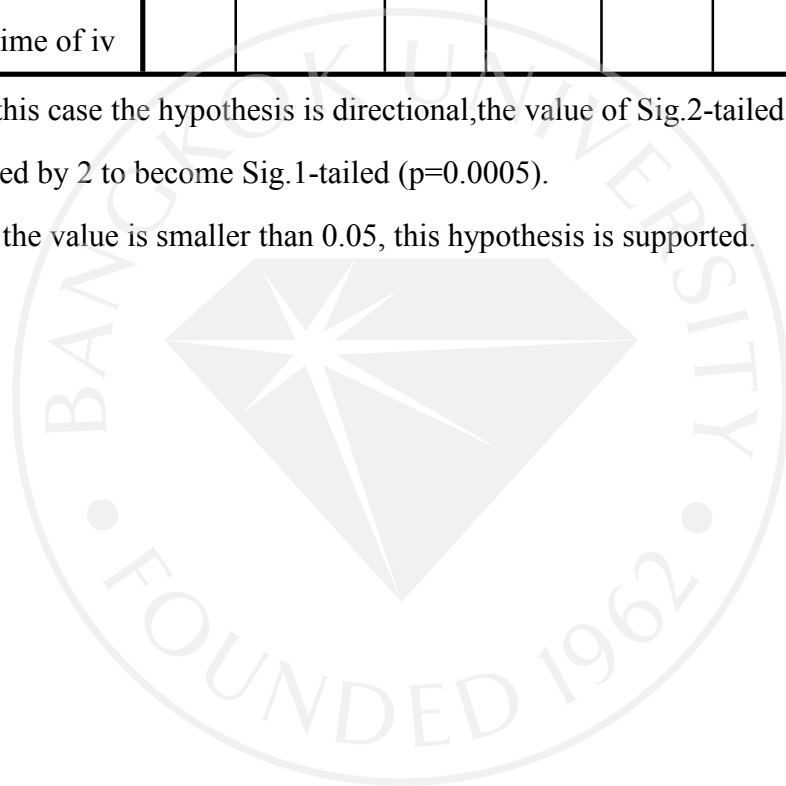 ime of iv
this case the hypothesis is directional,the value of Sig.2-tailed
ed by 2 to become Sig.1-tailed (p=0.0005).
the value is smaller than 0.05, this hypothesis is supported.
BANGKOK UNIVERSITY
FOUNDED 1962